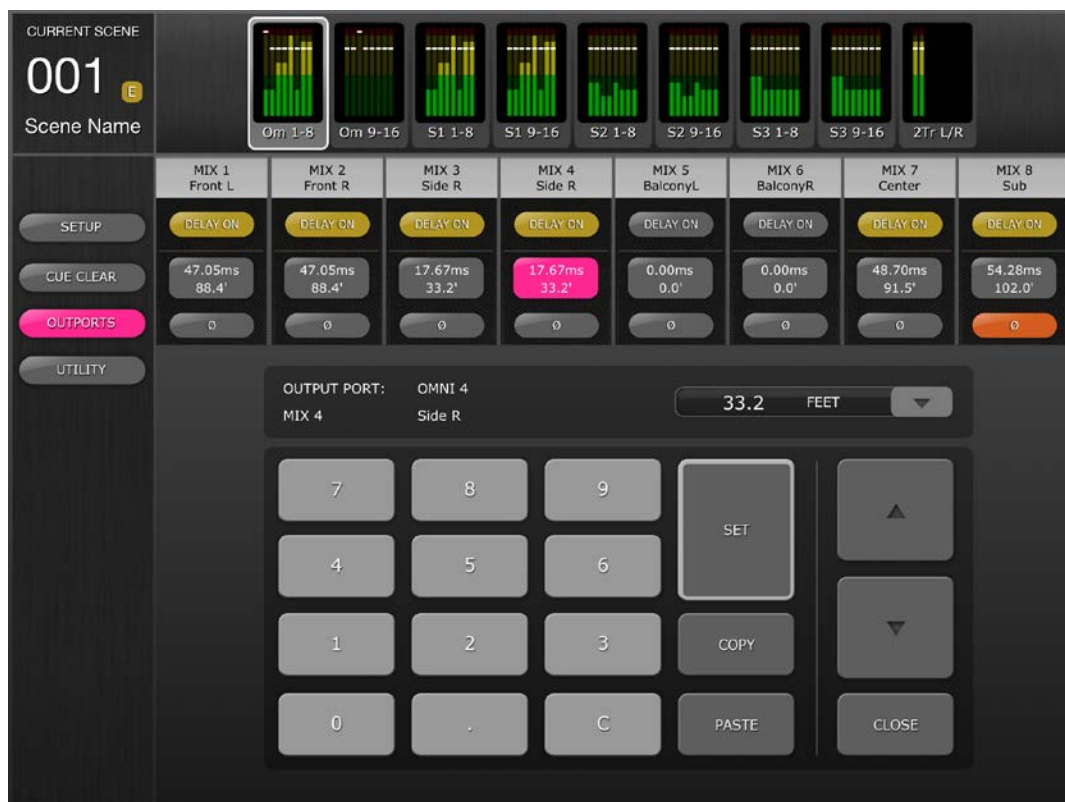 CURRENT SCENE
001 E
Scene Name
Om 1-8 Om 9-16 S1 1-8 S1 9-16 S2 1-8 S2 9-16 S3 1-8 S3 9-16 2Tr L/R
MIX 1 MIX 2 MIX 3 MIX 4 MIX 5 MIX 6 MIX 7 MIX 8
Front L Front R Side R Side R BalconyL BalconyR Center Sub
SETUP
CUE CLEAR
OUTPORTS
UTILITY
DELAY ON DELAY ON DELAY ON DELAY ON DELAY ON DELAY ON DELAY ON DELAY ON
47.05ms 47.05ms 17.67ms 17.67ms 0.00ms 0.00ms 48.70ms 54.28ms
88.4' 88.4' 33.2' 33.2' 0.0' 0.0' 91.5' 102.0'
Ø Ø Ø Ø Ø Ø Ø Ø
OUTPUT PORT: OMNI 4
MIX 4 Side R
33.2 FEET
7 8 9
SET
4 5 6
1 2 3
COPY
0 . C
PASTE
CLOSE